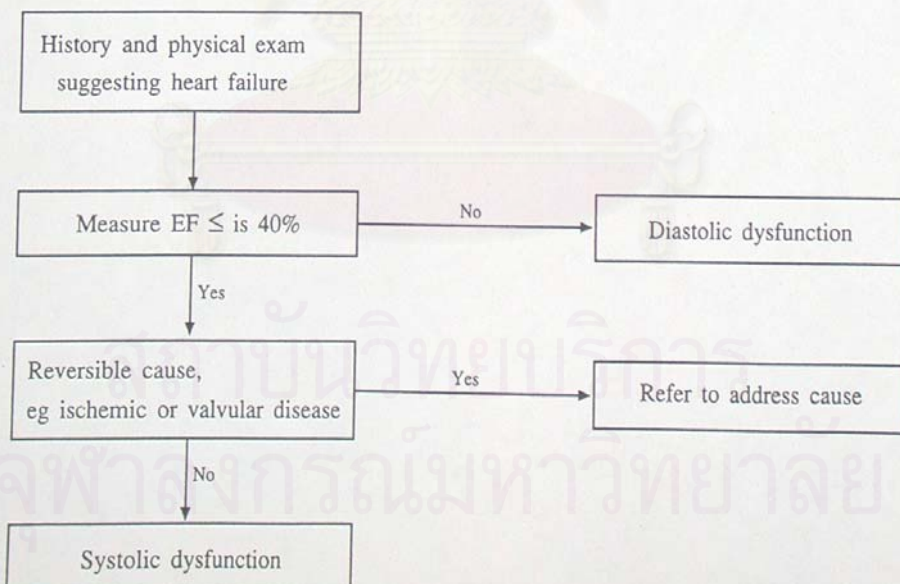 History and physical exam
suggesting heart failure
Measure EF ≤ is 40%
No
Diastolic dysfunction
Yes
Reversible cause,
eg ischemic or valvular disease
Yes
Refer to address cause
No
Systolic dysfunction
สถาบันวิทยบริการ
จุฬาลงกรณ์มหาวิทยาลัย